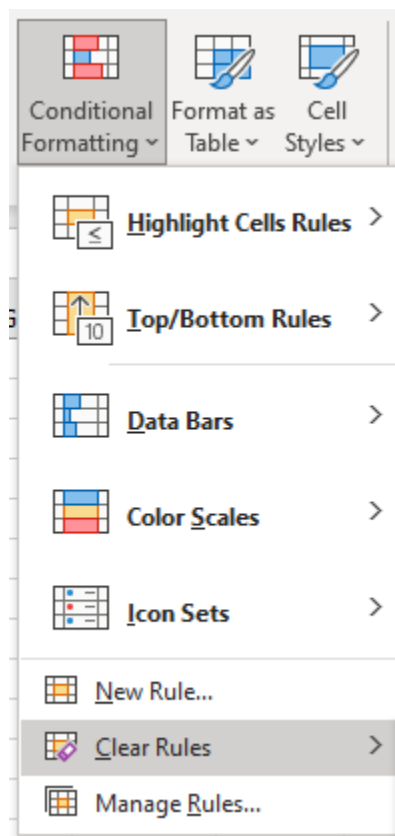 Conditional Formatting
Format as Table
Cell Styles
≤
Highlight Cells Rules
10
Top/Bottom Rules
Data Bars
Color Scales
Icon Sets
New Rule...
Clear Rules
Manage Rules...